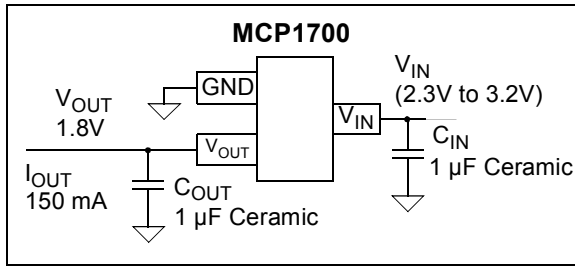 MCP1700
GND
V_IN
(2.3V to 3.2V)
V_OUT
1.8V
V_IN
V_OUT
C_IN
1 µF Ceramic
I_OUT
150 mA
C_OUT
1 µF Ceramic